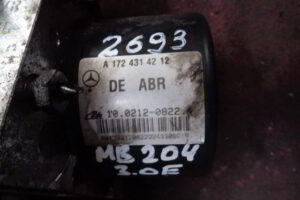 2693
A 172 431 42 12
DE ABR
10.0212-0822.
MB 204
3.0E